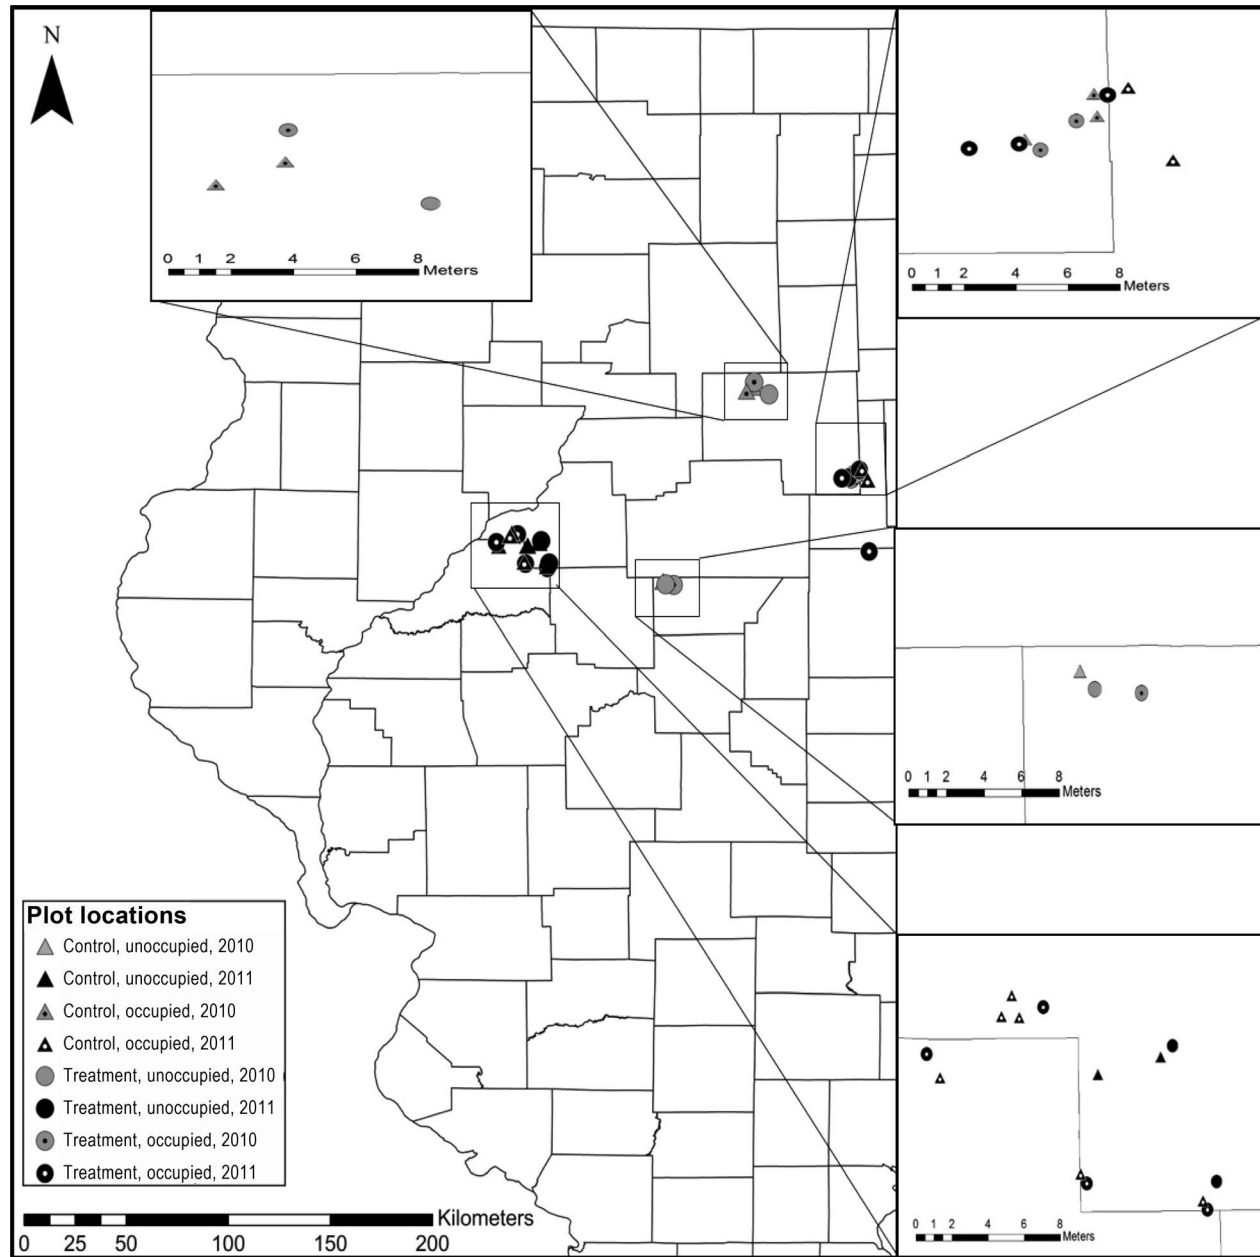 N
0 1 2 4 6 8
Meters
0 1 2 4 6 8
Meters
0 1 2 4 6 8
Meters
Plot locations
Control, unoccupied, 2010
Control, unoccupied, 2011
Control, occupied, 2010
Control, occupied, 2011
Treatment, unoccupied, 2010
Treatment, unoccupied, 2011
Treatment, occupied, 2010
Treatment, occupied, 2011
Kilometers
0 25 50 100 150 200
0 1 2 4 6 8
Meters